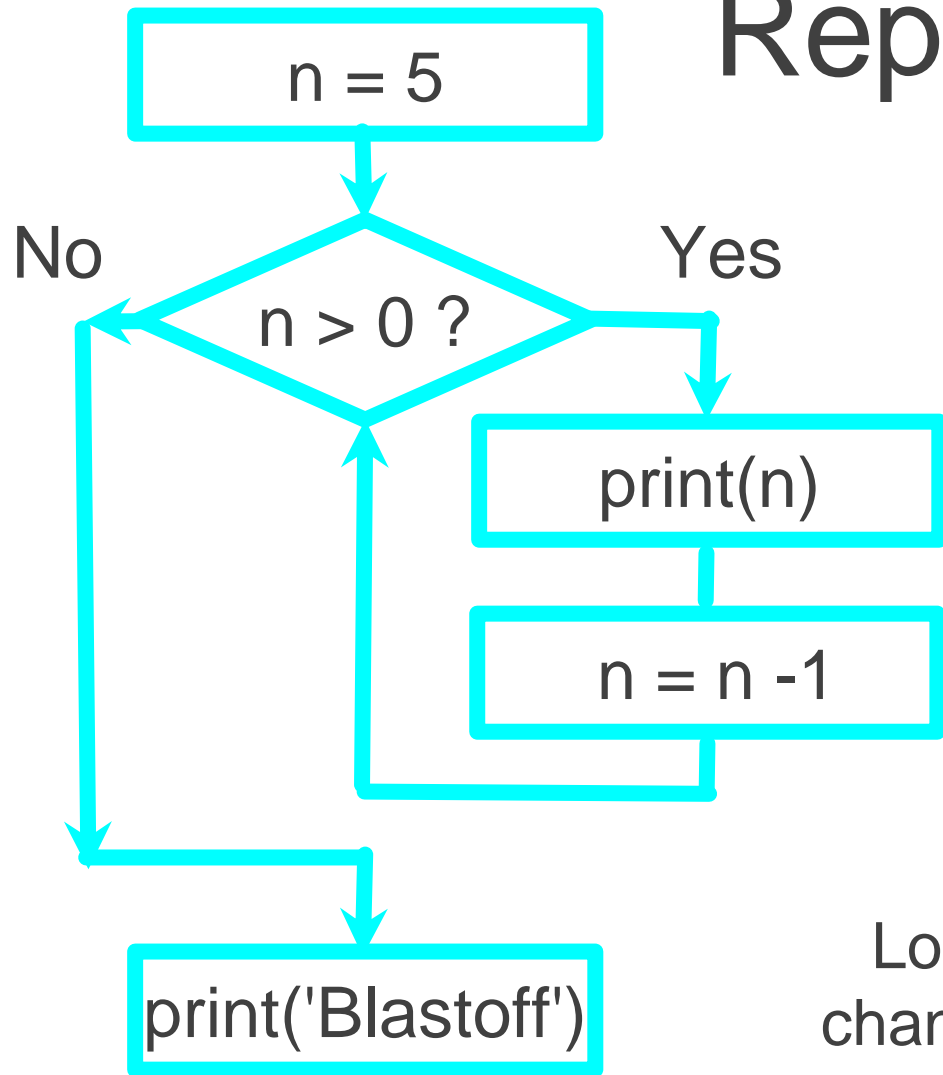 Rep
n = 5
No
Yes
n > 0 ?
print(n)
n = n -1
Lo
char
print('Blastoff')